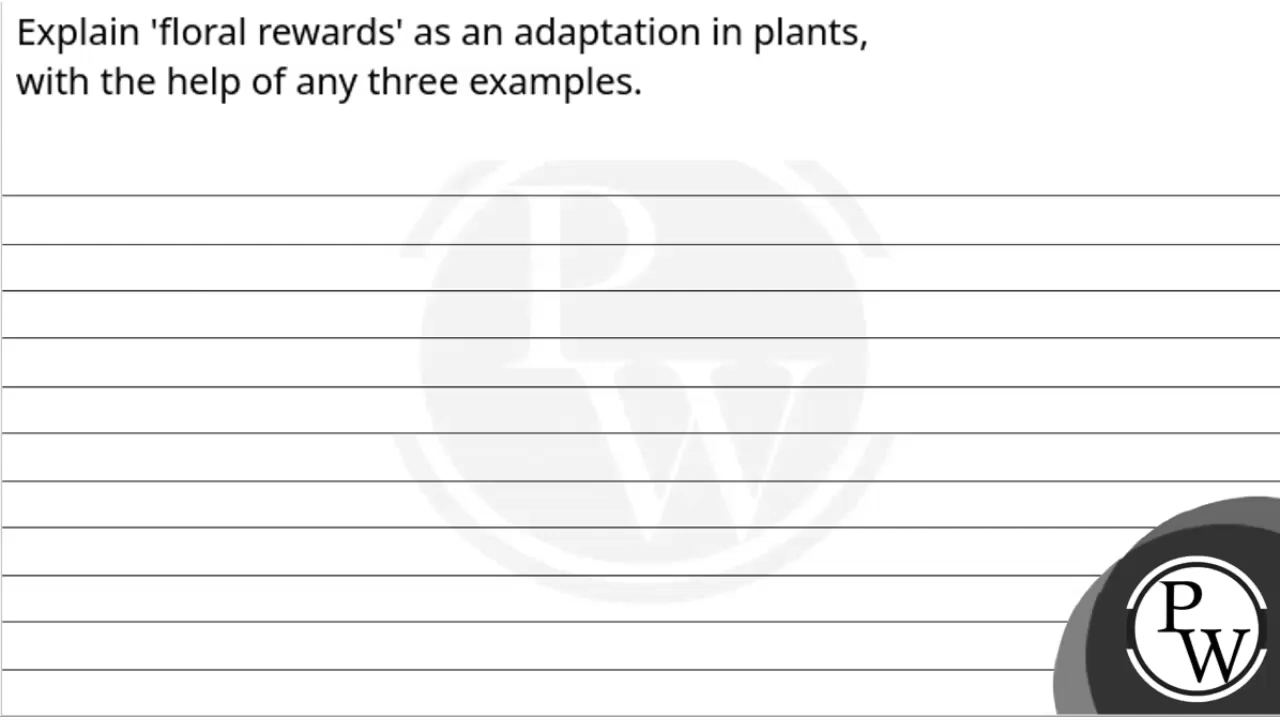 Explain 'floral rewards' as an adaptation in plants,
with the help of any three examples.
PW
PW